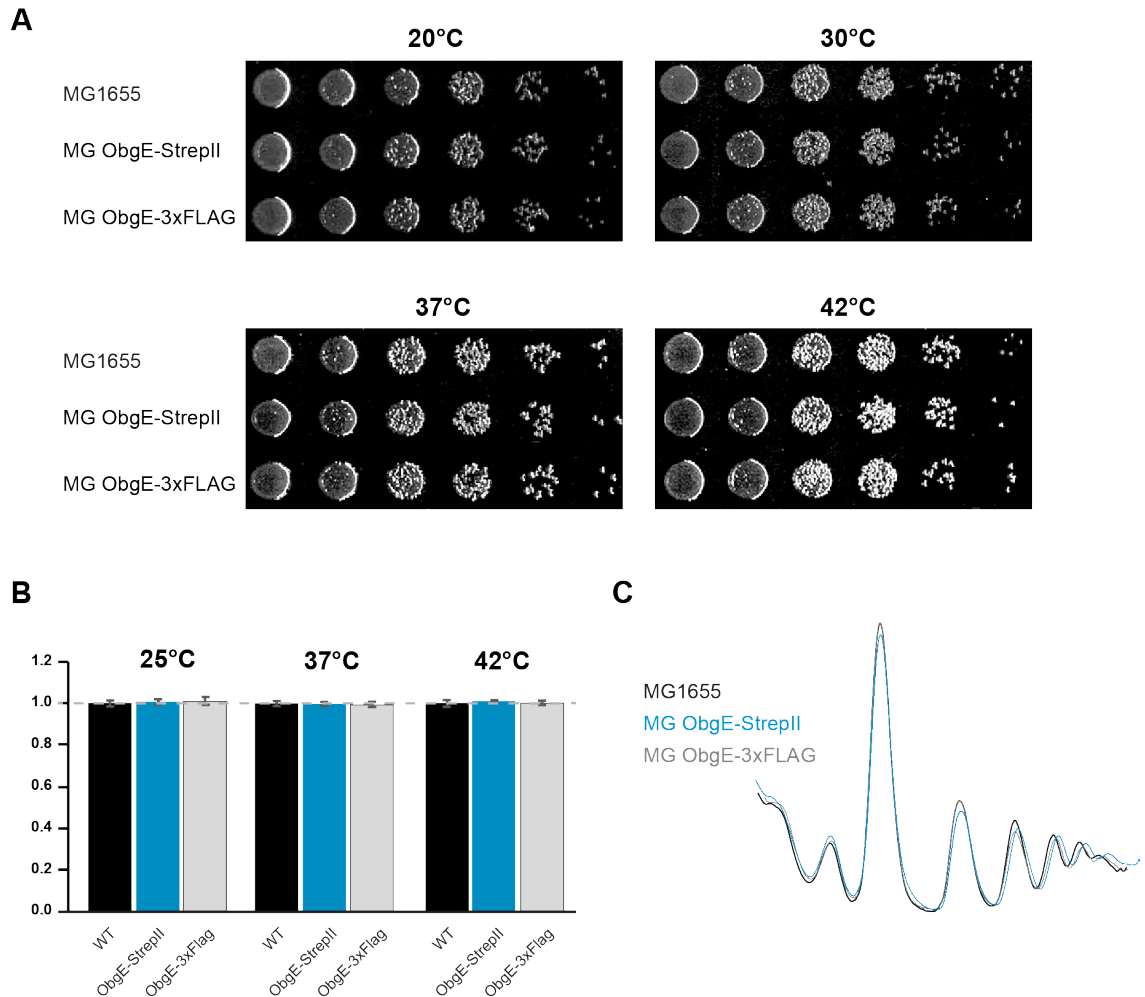 A
20°C
30°C
MG1655
MG ObgE-StrepII
MG ObgE-3xFLAG
37°C
42°C
MG1655
MG ObgE-StrepII
MG ObgE-3xFLAG
B
25°C
37°C
42°C
1.2
1.0
0.8
0.6
0.4
0.2
0.0
WT
ObgE-StrepII
ObgE-3xFlag
WT
ObgE-StrepII
ObgE-3xFlag
WT
ObgE-StrepII
ObgE-3xFlag
C
MG1655
MG ObgE-StrepII
MG ObgE-3xFLAG